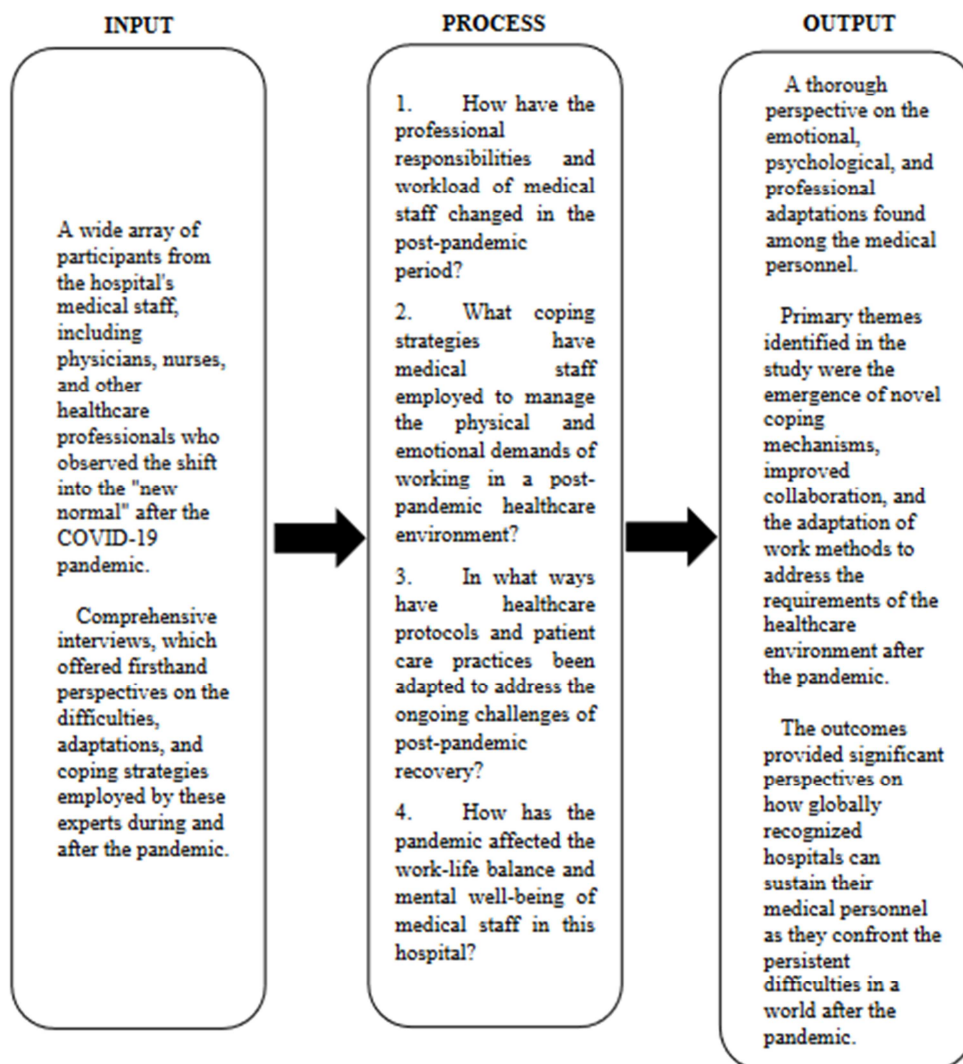 INPUT
A wide array of
participants from
the hospital's
medical staff,
including
physicians, nurses,
and other
healthcare
professionals who
observed the shift
into the "new
normal" after the
COVID-19
pandemic.
Comprehensive
interviews, which
offered firsthand
perspectives on the
difficulties,
adaptations, and
coping strategies
employed by these
experts during and
after the pandemic.
PROCESS
1. How have the
professional
responsibilities and
workload of medical
staff changed in the
post-pandemic
period?
2. What coping
strategies have
medical staff
employed to manage
the physical and
emotional demands of
working in a post-
pandemic healthcare
environment?
3. In what ways
have healthcare
protocols and patient
care practices been
adapted to address the
ongoing challenges of
post-pandemic
recovery?
4. How has the
pandemic affected the
work-life balance and
mental well-being of
medical staff in this
hospital?
OUTPUT
A thorough
perspective on the
emotional,
psychological, and
professional
adaptations found
among the medical
personnel.
Primary themes
identified in the
study were the
emergence of novel
coping
mechanisms,
improved
collaboration, and
the adaptation of
work methods to
address the
requirements of the
healthcare
environment after
the pandemic.
The outcomes
provided significant
perspectives on
how globally
recognized
hospitals can
sustain their
medical personnel
as they confront the
persistent
difficulties in a
world after the
pandemic.